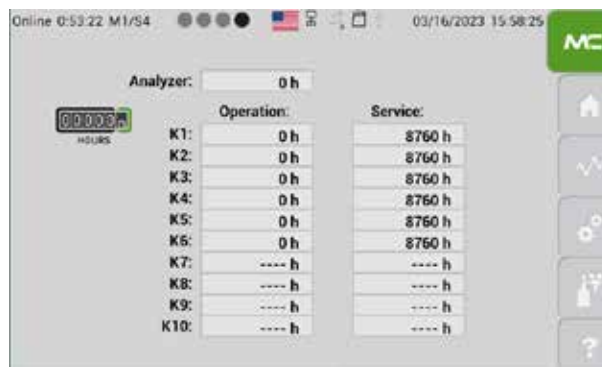 Online 0:53:22 M1/S4 03/16/2023 15:58:25
MC
Analyzer: 0 h
Operation: Service:
00000
HOURS
K1: 0 h 8760 h
K2: 0 h 8760 h
K3: 0 h 8760 h
K4: 0 h 8760 h
K5: 0 h 8760 h
K6: 0 h 8760 h
K7: ---- h ---- h
K8: ---- h ---- h
K9: ---- h ---- h
K10: ---- h ---- h
?